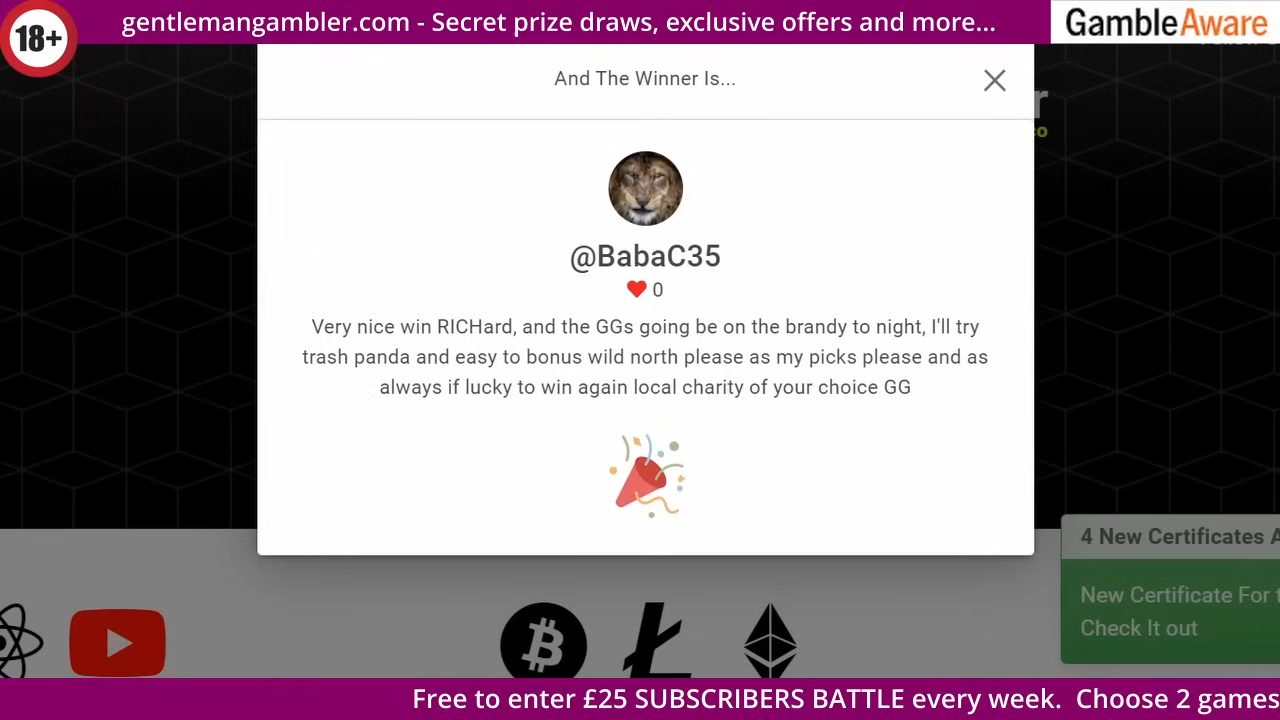 18+
gentlemangambler.com - Secret prize draws, exclusive offers and more...
GambleAware
And The Winner Is...
@BabaC35
0
Very nice win RICHard, and the GGs going be on the brandy to night, I'll try
trash panda and easy to bonus wild north please as my picks please and as
always if lucky to win again local charity of your choice GG
4 New Certificates A
New Certificate For
Check It out
Free to enter £25 SUBSCRIBERS BATTLE every week.  Choose 2 games